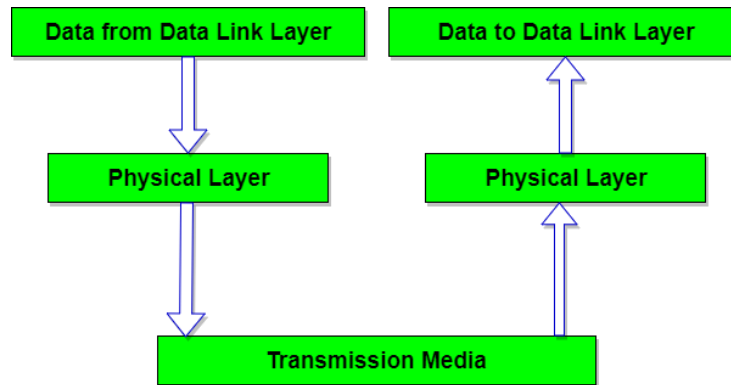 Data from Data Link Layer
Data to Data Link Layer
Physical Layer
Physical Layer
Transmission Media